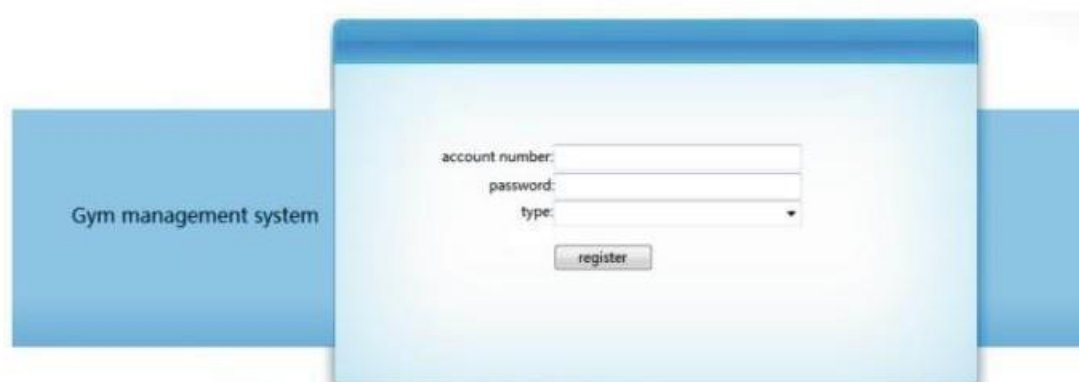 account number:
password:
Gym management system
type:
register